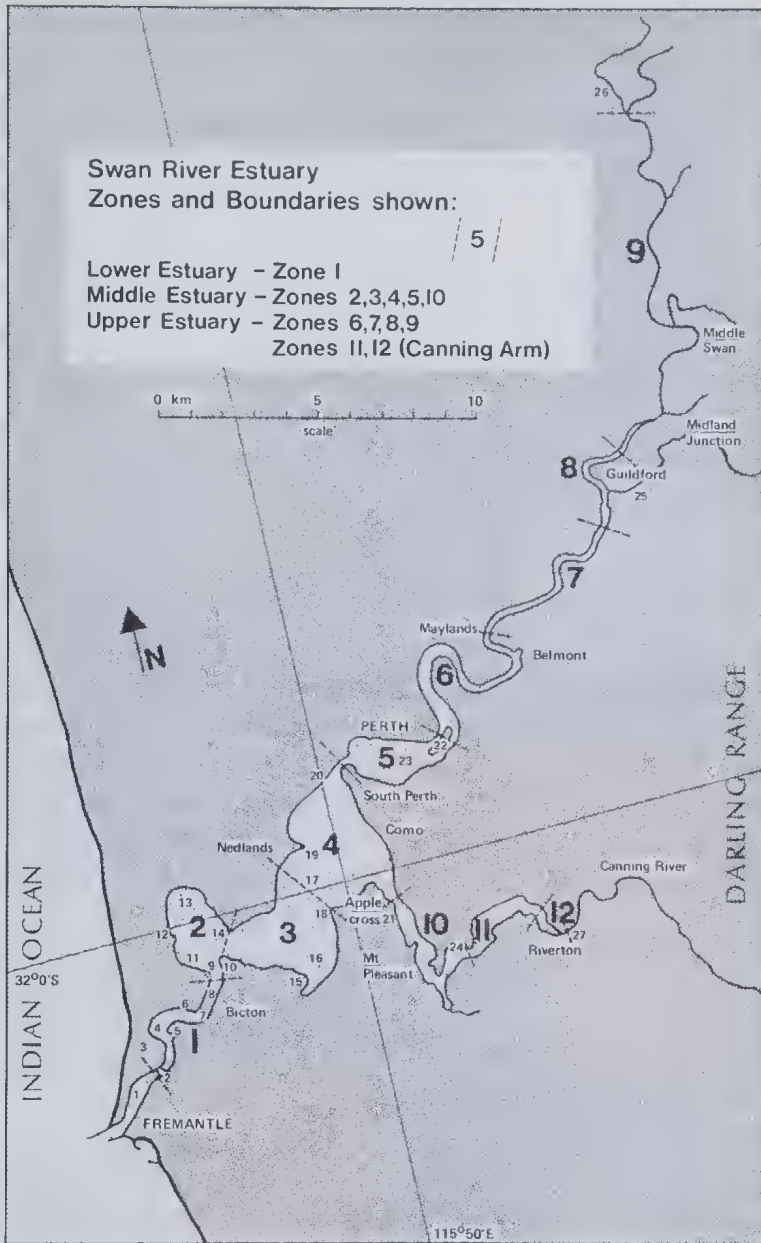 26
Swan River Estuary
Zones and Boundaries shown:
5
Lower Estuary – Zone 1
Middle Estuary – Zones 2,3,4,5,10
Upper Estuary – Zones 6,7,8,9
Zones 11,12 (Canning Arm)
9
Middle
Swan
0 km
5
10
scale
Midland
Junction
8
Guildford
25
7
Maylands
Belmont
N
6
PERTH
22
5
23
20
South Perth
DARLING RANGE
Como
4
Nedlands
19
17
Canning River
13
Apple
cross
21
18
12
2
14
3
10
11
12
24
27
Riverton
16
Mt
Pleasant
11
9
10
15
32°0'S
8
Bicton
6
7
4
5
1
3
2
1
INDIAN OCEAN
FREMANTLE
115°50'E